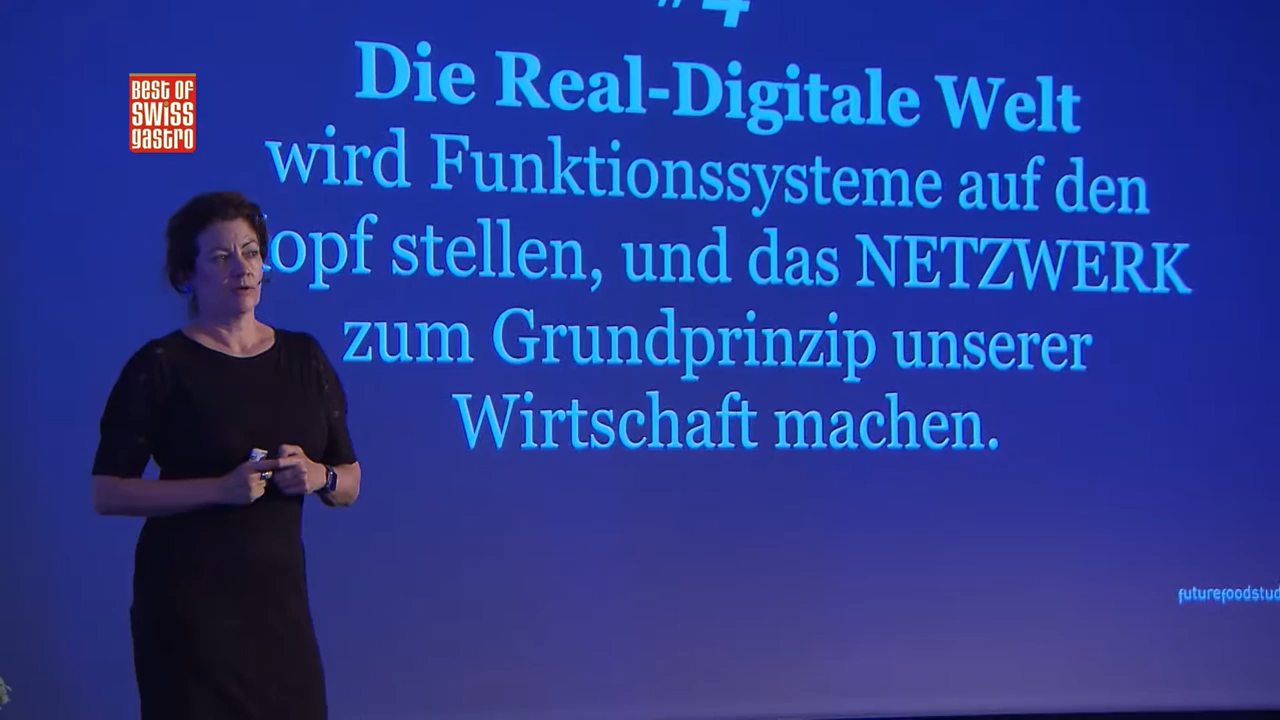 #4
Die Real-Digitale Welt
BEST OF
SWiSS
gastro
wird Funktionssysteme auf den
opf stellen, und das NETZWERK
zum Grundprinzip unserer
Wirtschaft machen.
futurefoodstud